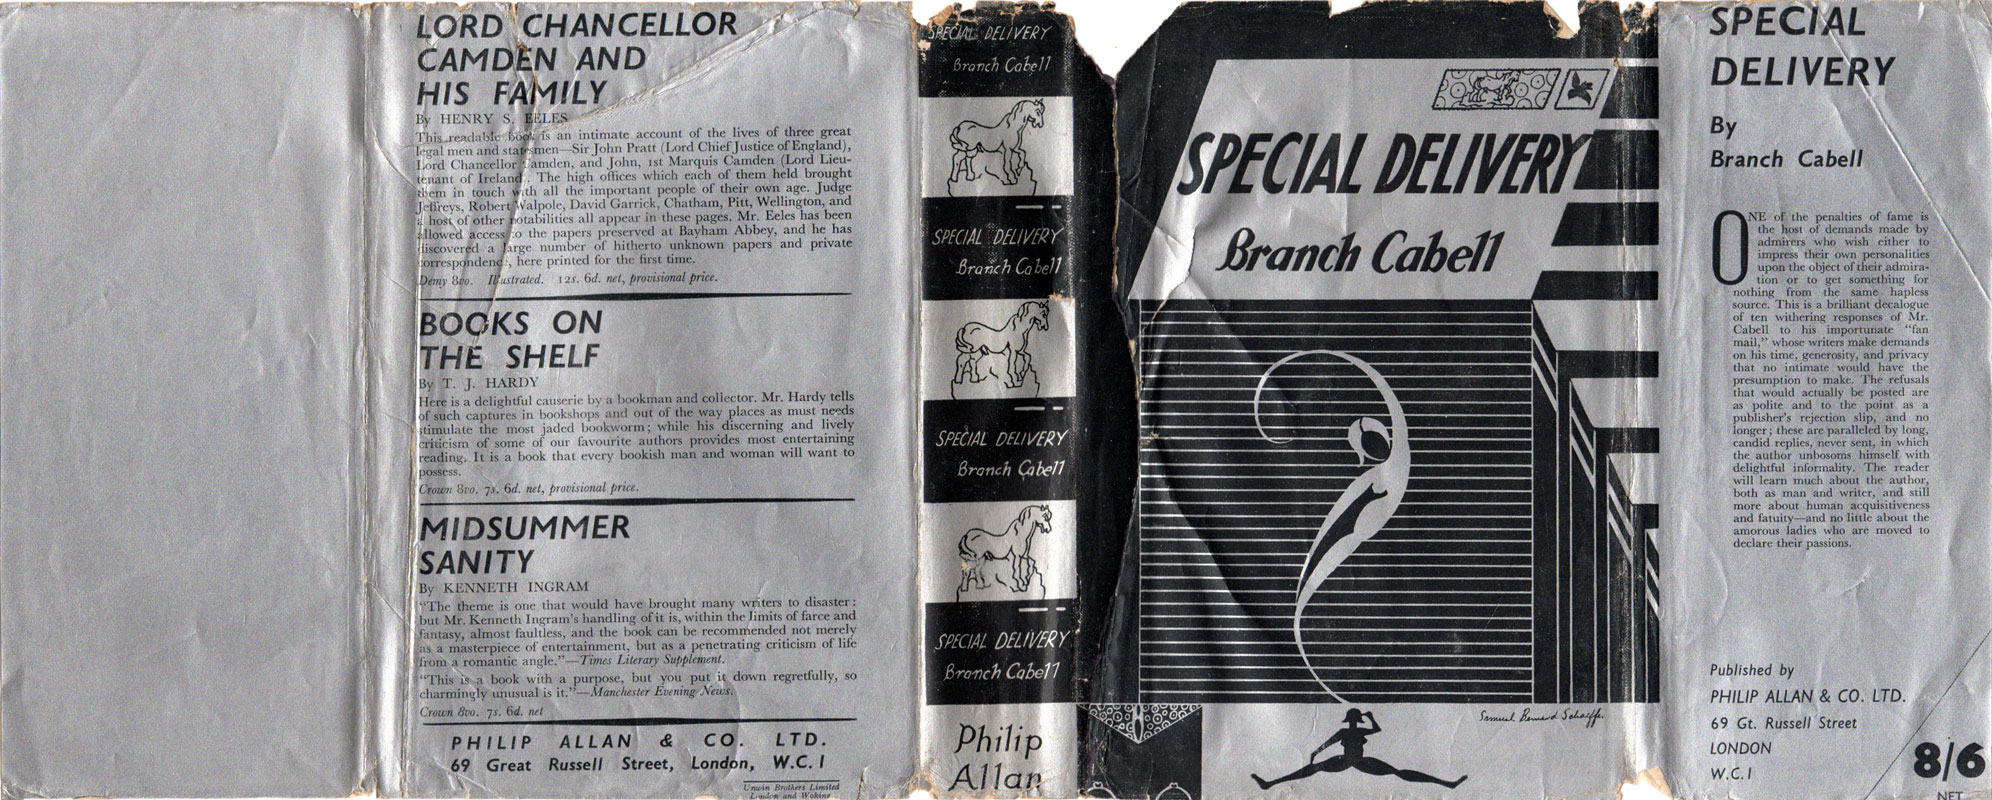 LORD CHANCELLOR
CAMDEN AND
HIS FAMILY
By HENRY S. EELES
This readable book is an intimate account of the lives of three great
legal men and statesmen—Sir John Pratt (Lord Chief Justice of England),
Lord Chancellor Camden, and John, 1st Marquis Camden (Lord Lieu-
tenant of Ireland). The high offices which each of them held brought
them in touch with all the important people of their own age. Judge
Jeffreys, Robert Walpole, David Garrick, Chatham, Pitt, Wellington, and
a host of other notabilities all appear in these pages. Mr. Eeles has been
allowed access to the papers preserved at Bayham Abbey, and he has
discovered a large number of hitherto unknown papers and private
correspondence, here printed for the first time.
Demy 8vo. Illustrated. 12s. 6d. net, provisional price.
BOOKS ON
THE SHELF
By T. J. HARDY
Here is a delightful causerie by a bookman and collector. Mr. Hardy tells
of such captures in bookshops and out of the way places as must needs
stimulate the most jaded bookworm; while his discerning and lively
criticism of some of our favourite authors provides most entertaining
reading. It is a book that every bookish man and woman will want to
possess.
Crown 8vo. 7s. 6d. net, provisional price.
MIDSUMMER
SANITY
By KENNETH INGRAM
"The theme is one that would have brought many writers to disaster:
but Mr. Kenneth Ingram's handling of it is, within the limits of farce and
fantasy, almost faultless, and the book can be recommended not merely
as a masterpiece of entertainment, but as a penetrating criticism of life
from a romantic angle."—Times Literary Supplement.
"This is a book with a purpose, but you put it down regretfully, so
charmingly unusual is it."—Manchester Evening News.
Crown 8vo. 7s. 6d. net
PHILIP ALLAN & CO. LTD.
69 Great Russell Street, London, W.C.1
Unwin Brothers Limited
London and Woking
SPECIAL DELIVERY
Branch Cabell
SPECIAL DELIVERY
Branch Cabell
SPECIAL DELIVERY
Branch Cabell
SPECIAL DELIVERY
Branch Cabell
Philip
Allan
SPECIAL DELIVERY
Branch Cabell
Samuel Bernard Schaeffer
SPECIAL
DELIVERY
By
Branch Cabell
ONE of the penalties of fame is
the host of demands made by
admirers who wish either to
impress their own personalities
upon the object of their admira-
tion or to get something for
nothing from the same hapless
source. This is a brilliant decalogue
of ten withering responses of Mr.
Cabell to his importunate "fan
mail," whose writers make demands
on his time, generosity, and privacy
that no intimate would have the
presumption to make. The refusals
that would actually be posted are
as polite and to the point as a
publisher's rejection slip, and no
longer; these are paralleled by long,
candid replies, never sent, in which
the author unbosoms himself with
delightful informality. The reader
will learn much about the author,
both as man and writer, and still
more about human acquisitiveness
and fatuity—and no little about the
amorous ladies who are moved to
declare their passions.
Published by
PHILIP ALLAN & CO. LTD.
69 Gt. Russell Street
LONDON
W.C.1
8/6
NET